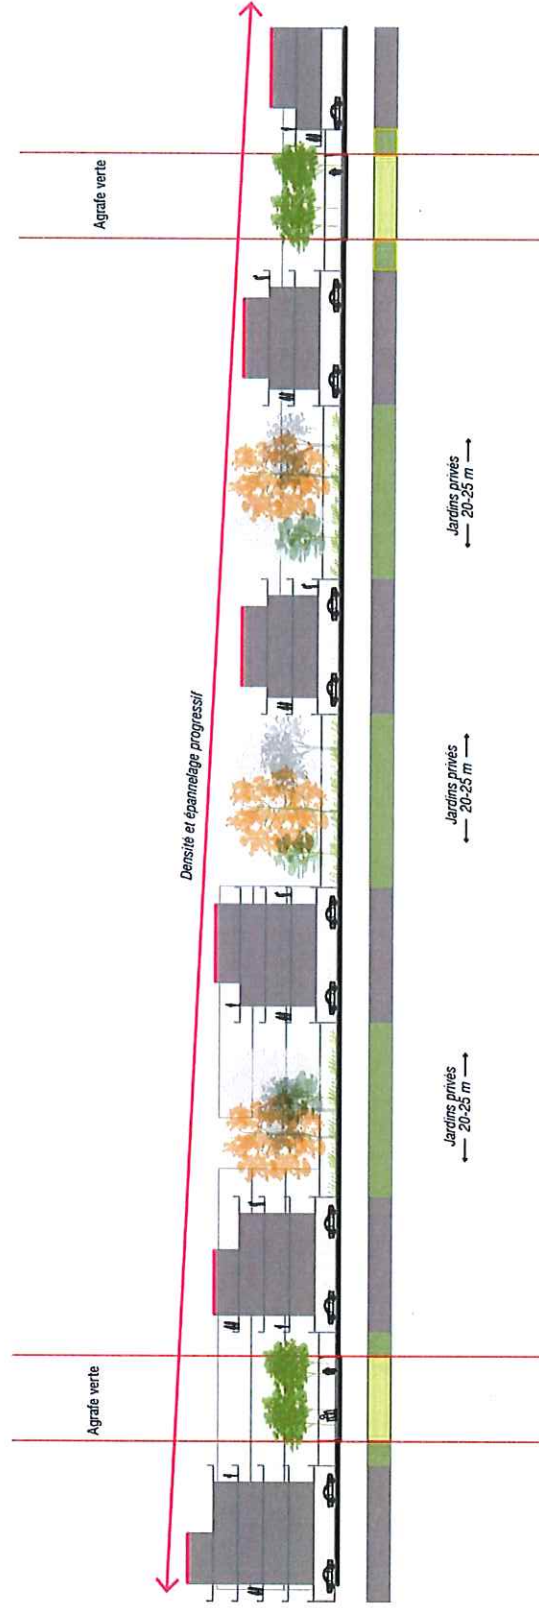 Agrafe verte
Densité et épannelage progressif
Agrafe verte
Jardins privés
20-25 m
Jardins privés
20-25 m
Jardins privés
20-25 m